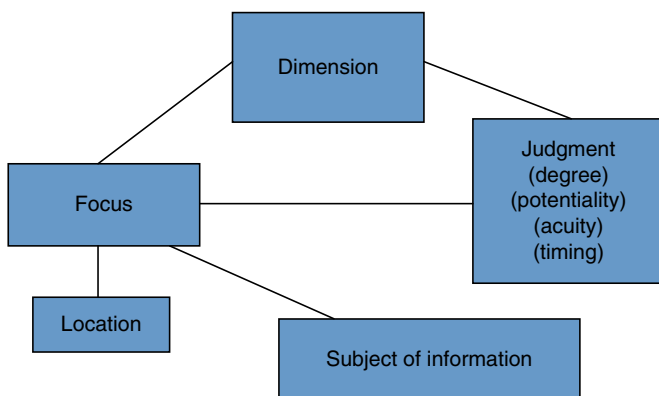 Dimension
Judgment
(degree)
(potentiality)
(acuity)
(timing)
Focus
Location
Subject of information